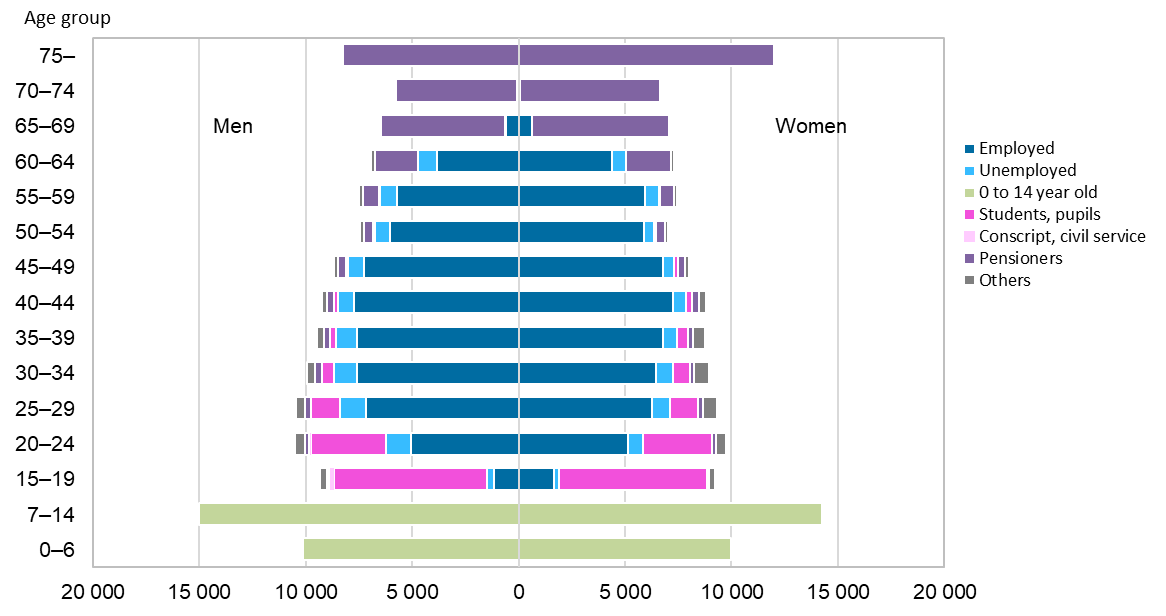 Age group
75–
70–74
65–69
Men
Women
60–64
55–59
50–54
45–49
40–44
35–39
30–34
25–29
20–24
15–19
7–14
0–6
20 000 15 000 10 000 5 000 0 5 000 10 000 15 000 20 000
Employed
Unemployed
0 to 14 year old
Students, pupils
Conscript, civil service
Pensioners
Others